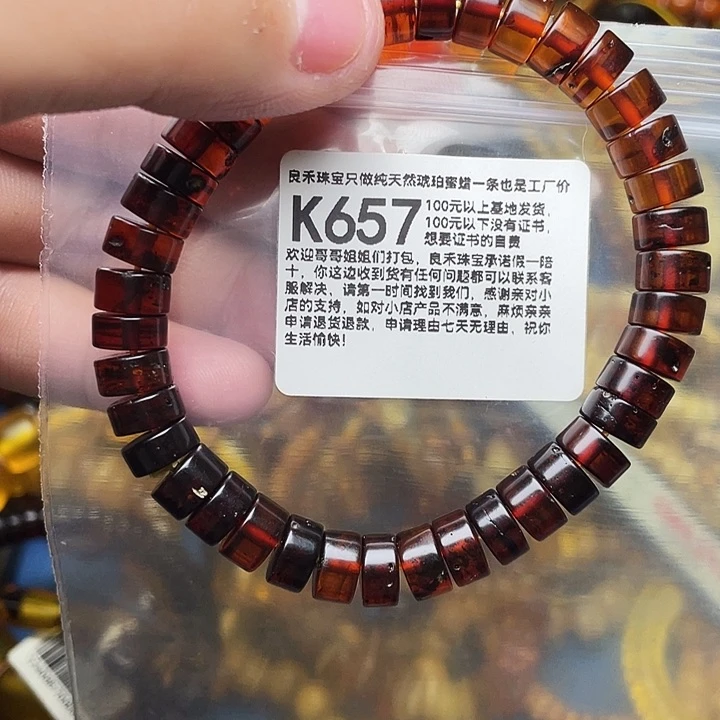 良禾珠宝只做纯天然琥珀蜜蜡一条也是工厂价
K657
100元以上基地发货，
100元以下没有证书，
想要证书的自费
欢迎哥哥姐姐们打包，良禾珠宝承诺假一赔
十，你这边收到货有任何问题都可以联系客
服解决，请第一时间找到我们，感谢亲对小
店的支持，如对小店产品不满意，麻烦亲亲
申请退货退款，申请理由七天无理由，祝你
生活愉快！